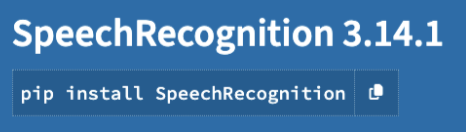 SpeechRecognition 3.14.1
pip install SpeechRecognition